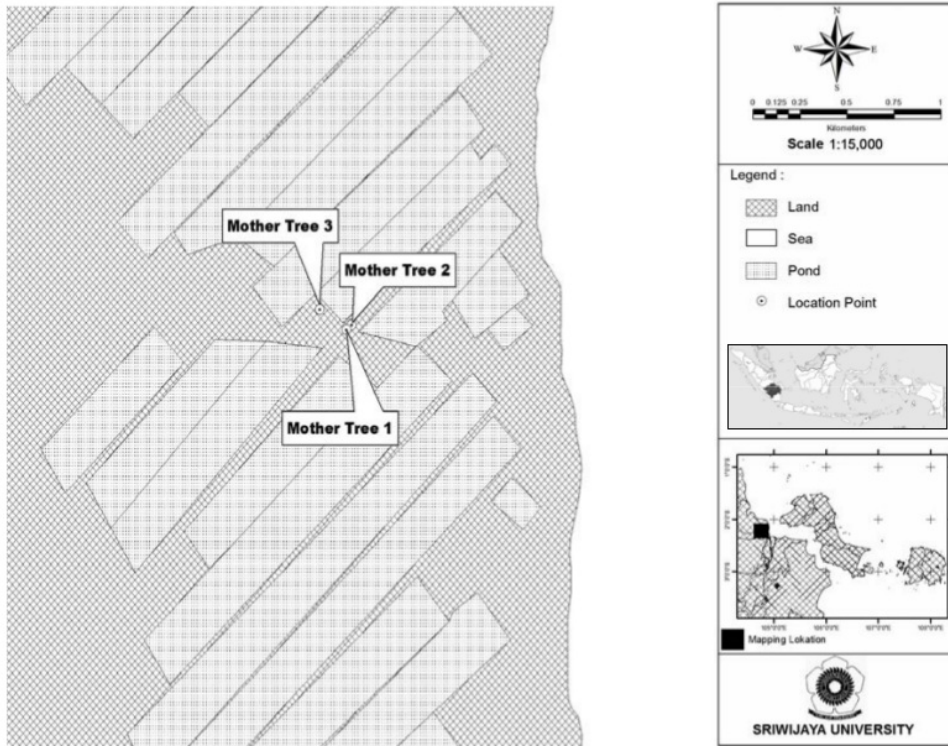 Mother Tree 3
Mother Tree 2
Mother Tree 1
N
W
E
S
0 0.125 0.25 0.5 0.75 1
Kilometers
Scale 1:15,000
Legend :
Land
Sea
Pond
Location Point
Mapping Lokation
SRIWIJAYA UNIVERSITY